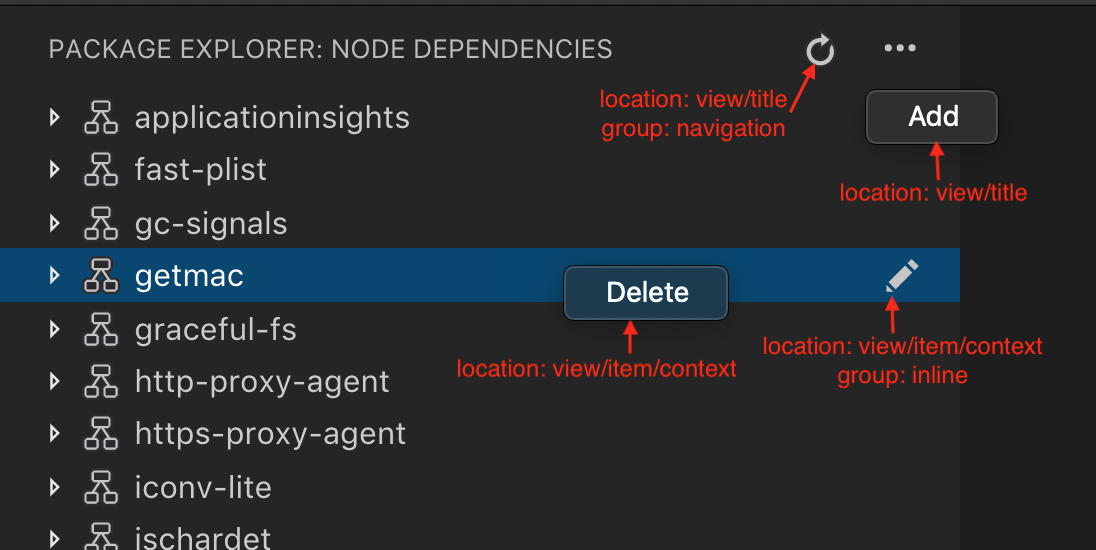 PACKAGE EXPLORER: NODE DEPENDENCIES
location: view/title
group: navigation
applicationinsights
Add
fast-plist
location: view/title
gc-signals
getmac
Delete
graceful-fs
location: view/item/context
group: inline
location: view/item/context
http-proxy-agent
https-proxy-agent
iconv-lite
ischardet